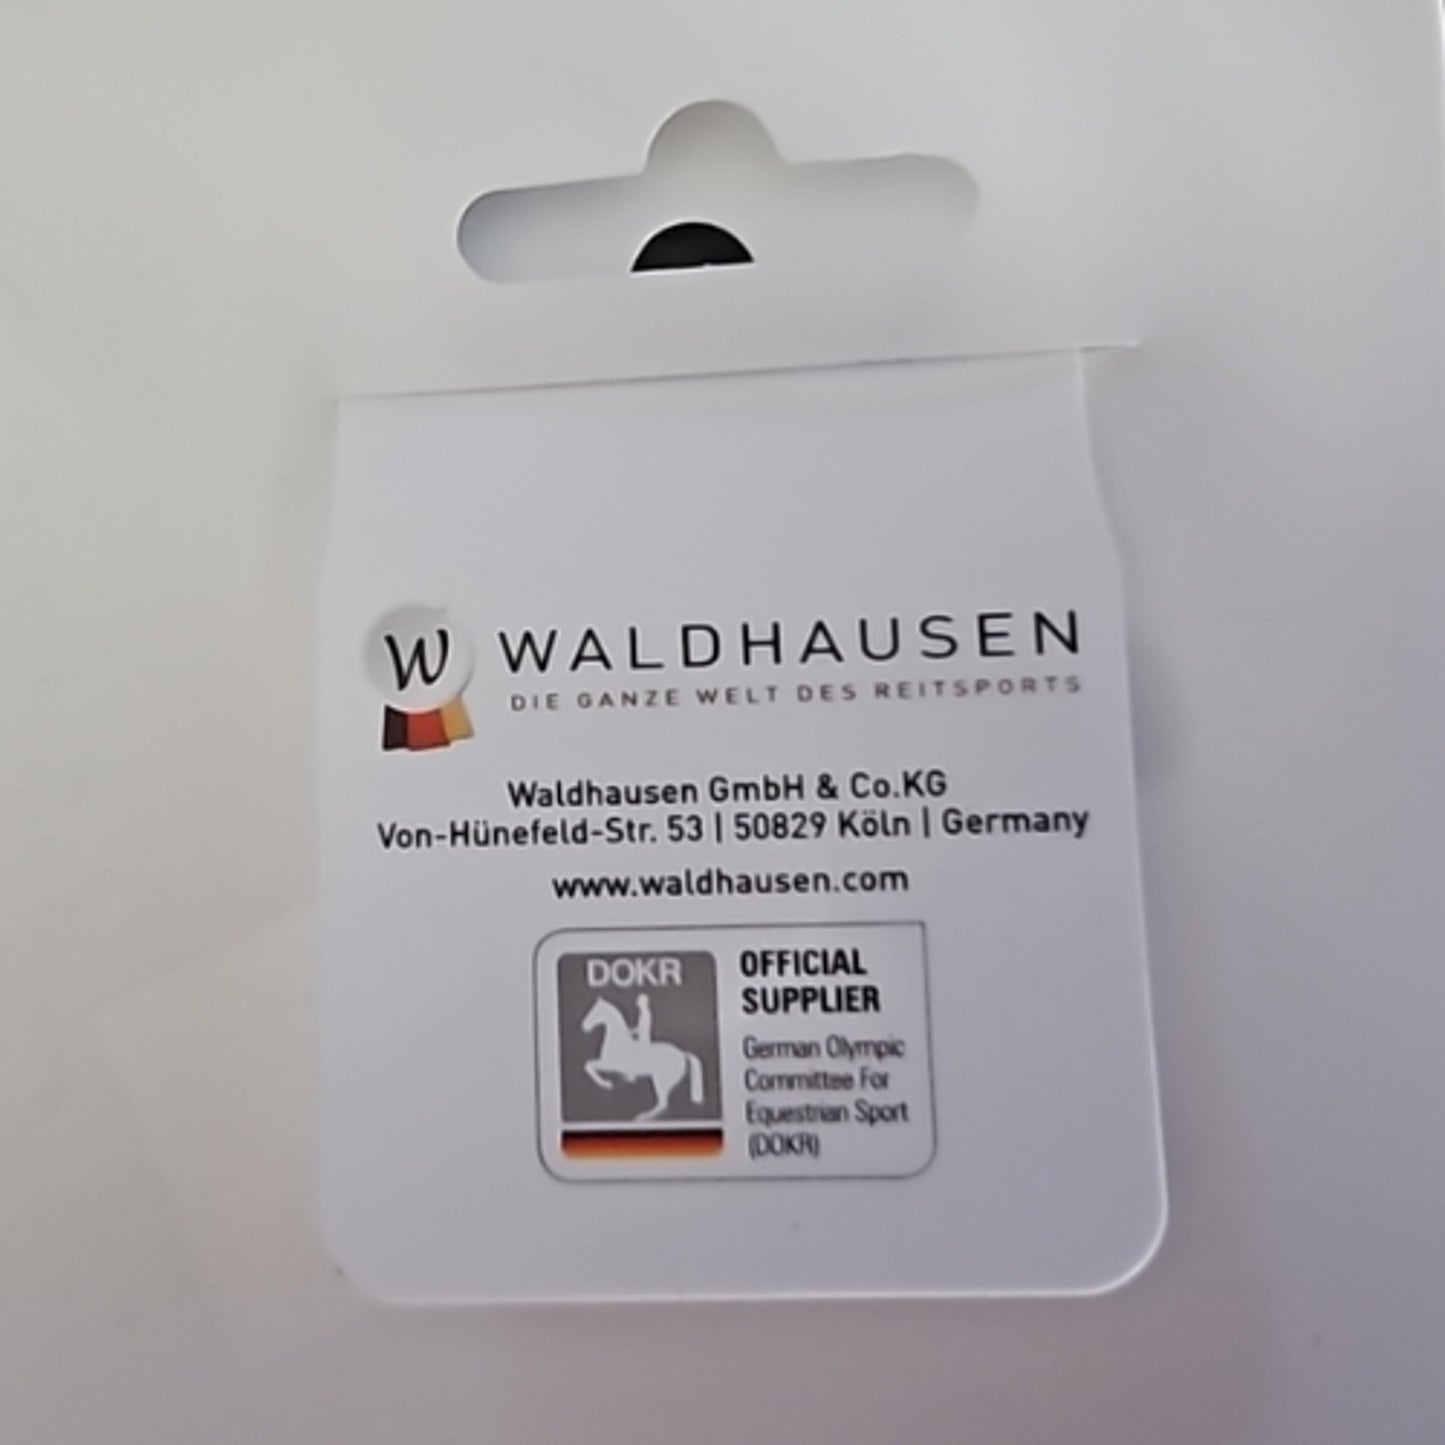 W WALDHAUSEN
DIE GANZE WELT DES REITSPORTS
Waldhausen GmbH & Co.KG
Von-Hünefeld-Str. 53 | 50829 Köln | Germany
www.waldhausen.com
DOKR
OFFICIAL
SUPPLIER
German Olympic
Committee For
Equestrian Sport
(DOKR)